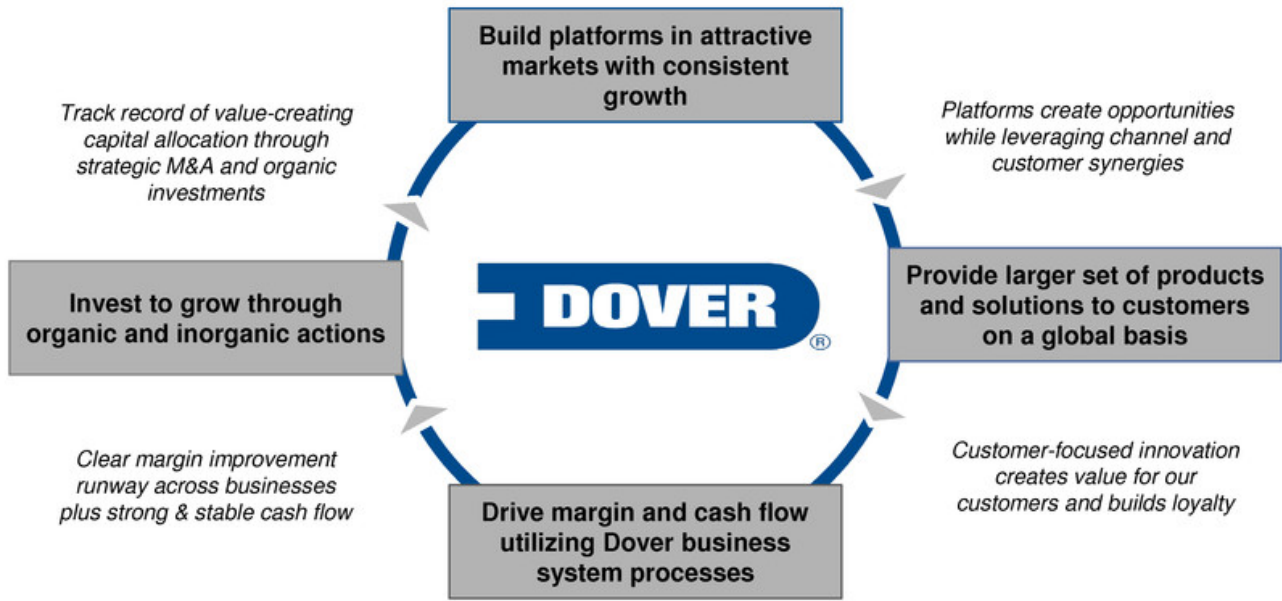 Build platforms in attractive
markets with consistent
growth
Track record of value-creating
capital allocation through
strategic M&A and organic
investments
Platforms create opportunities
while leveraging channel and
customer synergies
Invest to grow through
organic and inorganic actions
DOVER
®
Provide larger set of products
and solutions to customers
on a global basis
Clear margin improvement
runway across businesses
plus strong & stable cash flow
Customer-focused innovation
creates value for our
customers and builds loyalty
Drive margin and cash flow
utilizing Dover business
system processes